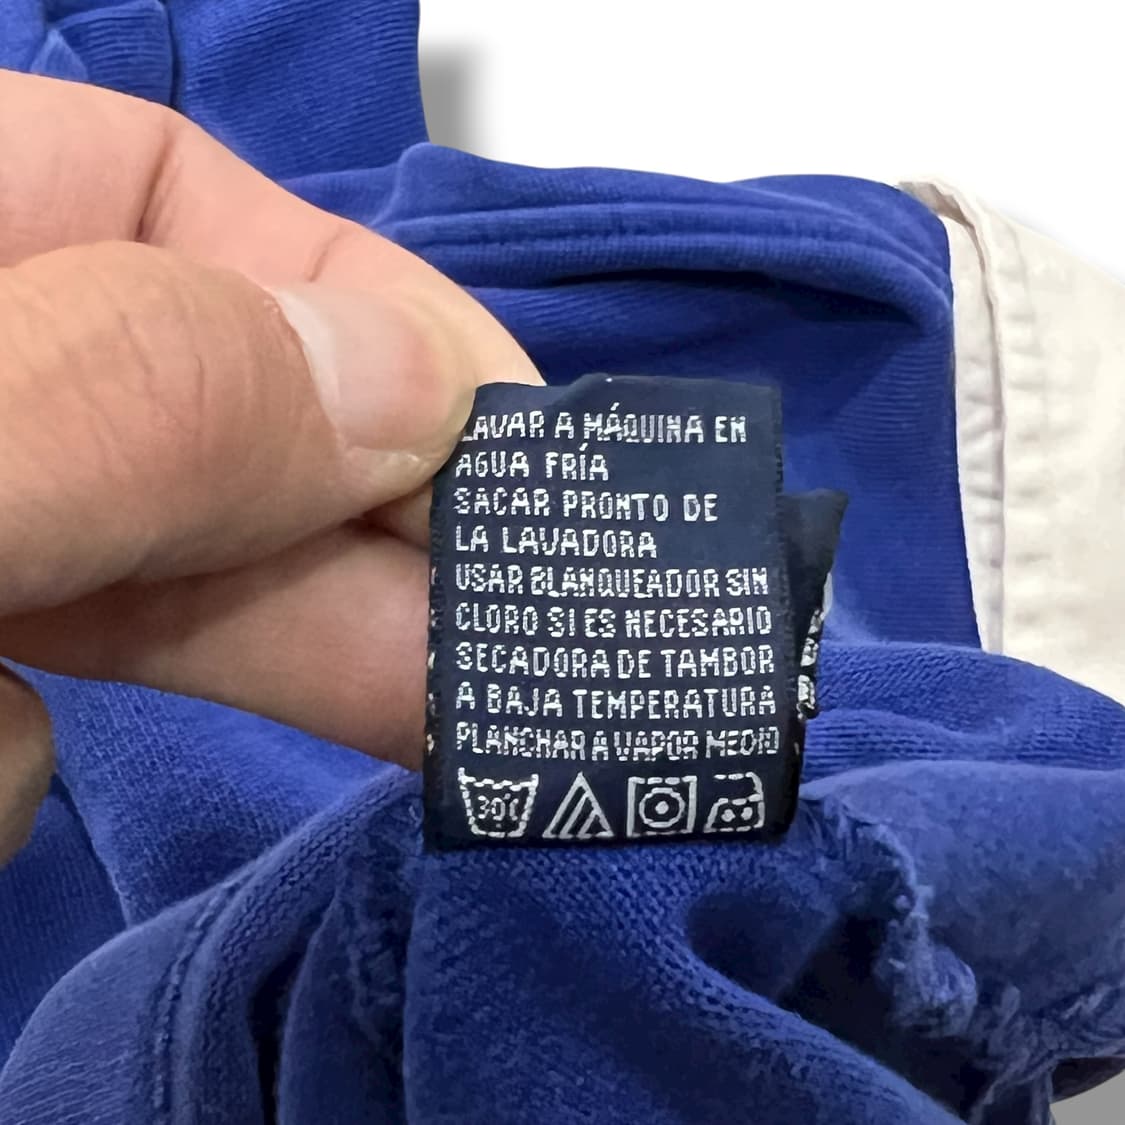 LAVAR A MÁQUINA EN
AGUA FRÍA
SACAR PRONTO DE
LA LAVADORA
USAR BLANQUEADOR SIN
CLORO SI ES NECESARIO
SECADORA DE TAMBOR
A BAJA TEMPERATURA
PLANCHAR A VAPOR MEDIO
30C